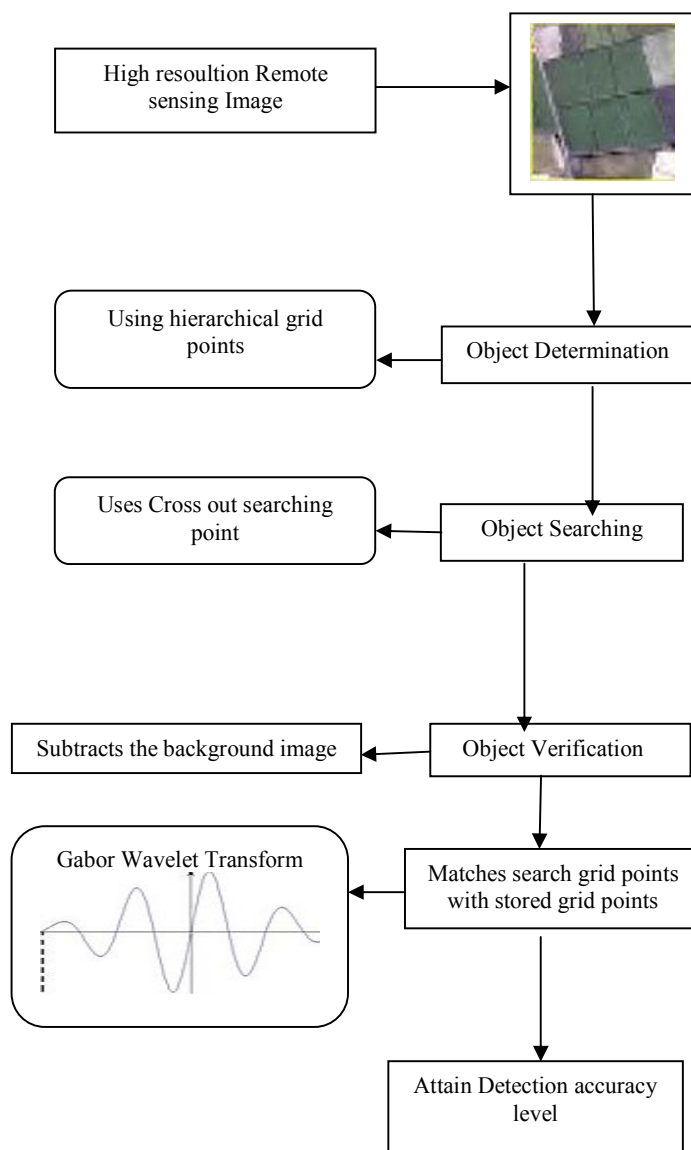 High resoultion Remote
sensing Image
Using hierarchical grid
points
Object Determination
Uses Cross out searching
point
Object Searching
Subtracts the background image
Object Verification
Gabor Wavelet Transform
Matches search grid points
with stored grid points
Attain Detection accuracy
level